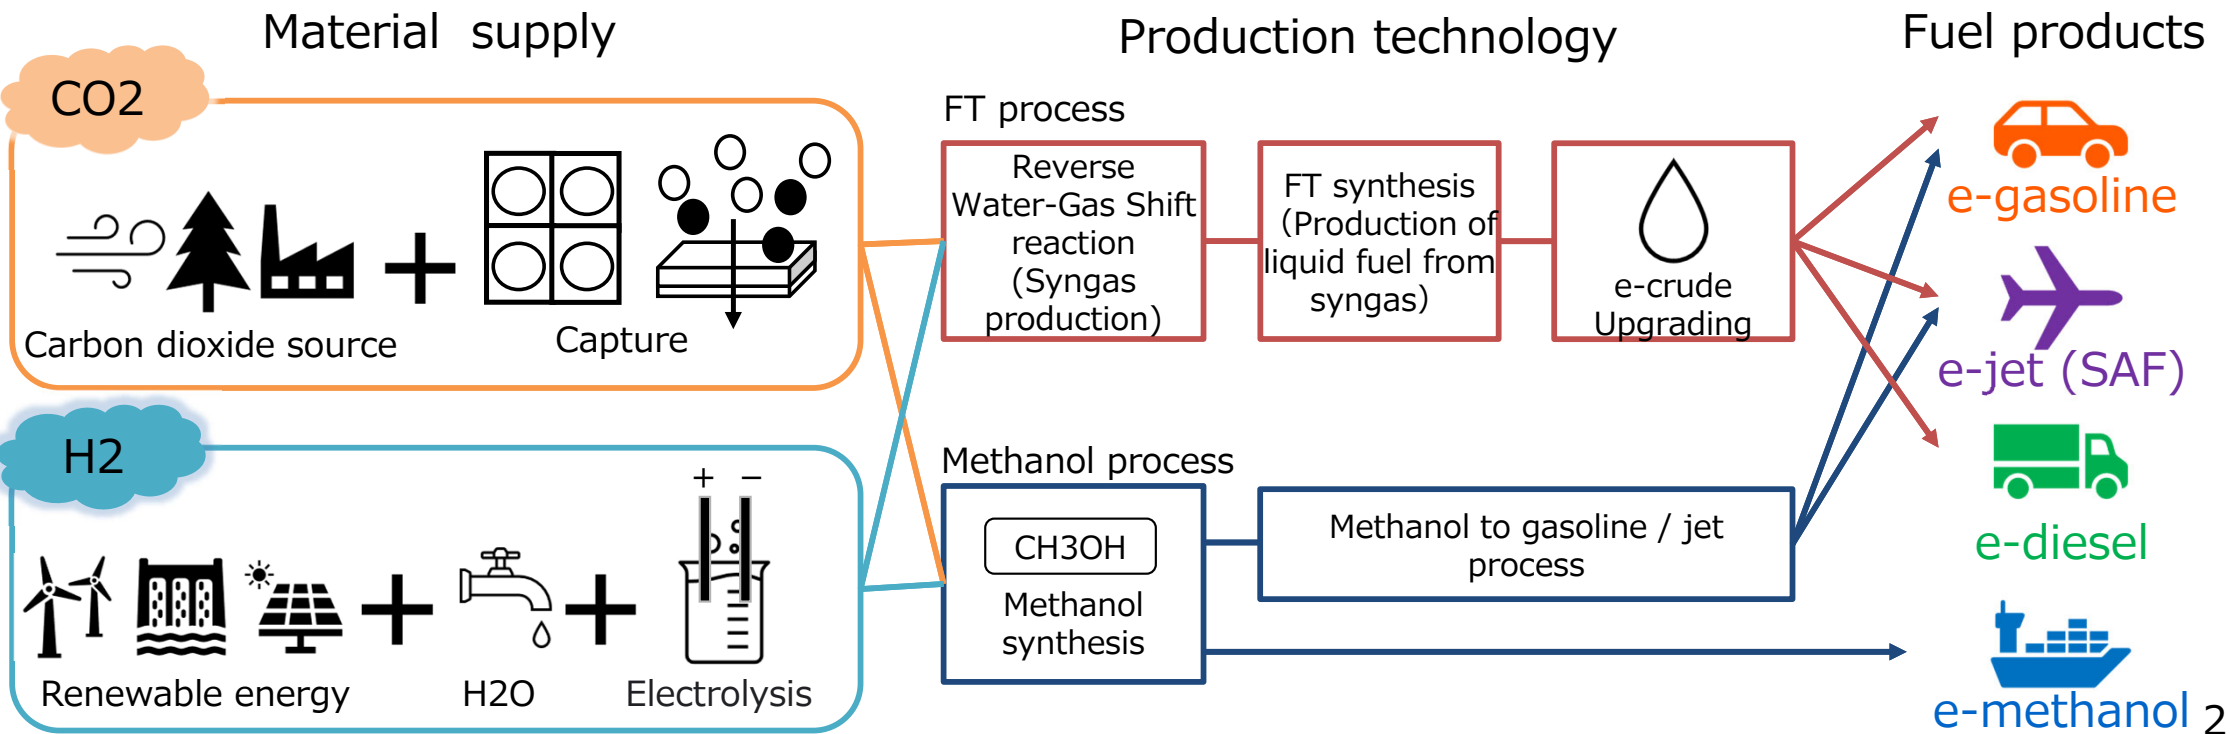 Material supply
Production technology
Fuel products
CO2
Carbon dioxide source
Capture
H2
Renewable energy
H2O
+ −
Electrolysis
FT process
Reverse
Water-Gas Shift
reaction
(Syngas
production)
FT synthesis
(Production of
liquid fuel from
syngas)
e-crude
Upgrading
Methanol process
CH3OH
Methanol
synthesis
Methanol to gasoline / jet
process
e-gasoline
e-jet (SAF)
e-diesel
e-methanol
2